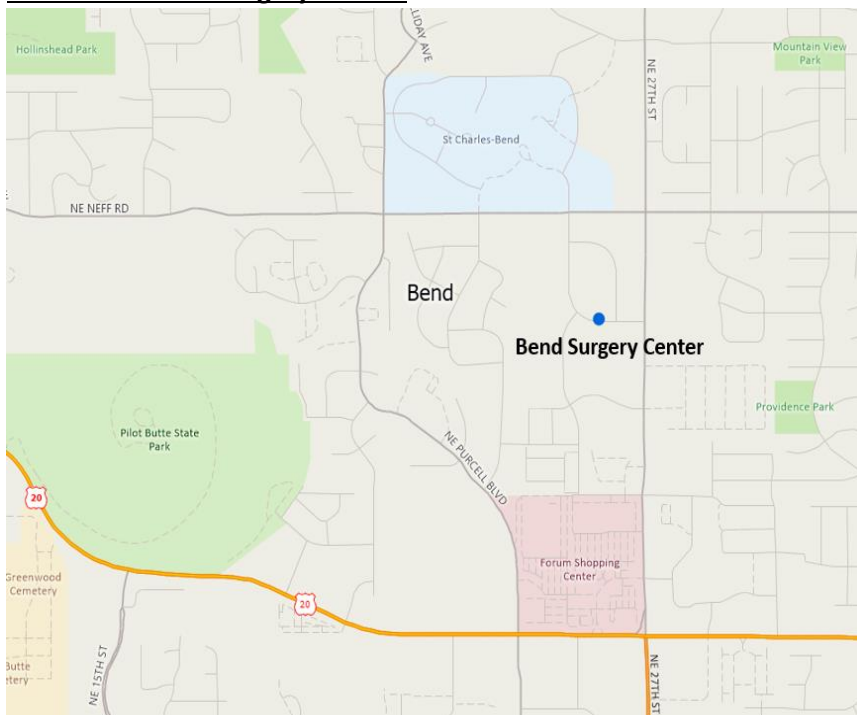 Hollinshead Park
LLIDAY AVE
NE 27TH ST
Mountain View
Park
St Charles-Bend
NE NEFF RD
Bend
Bend Surgery Center
Providence Park
Pilot Butte State
Park
NE PURCELL BLVD
20
Forum Shopping
Center
Greenwood
Cemetery
20
Butte
etery
NE 15TH ST
NE 27TH ST